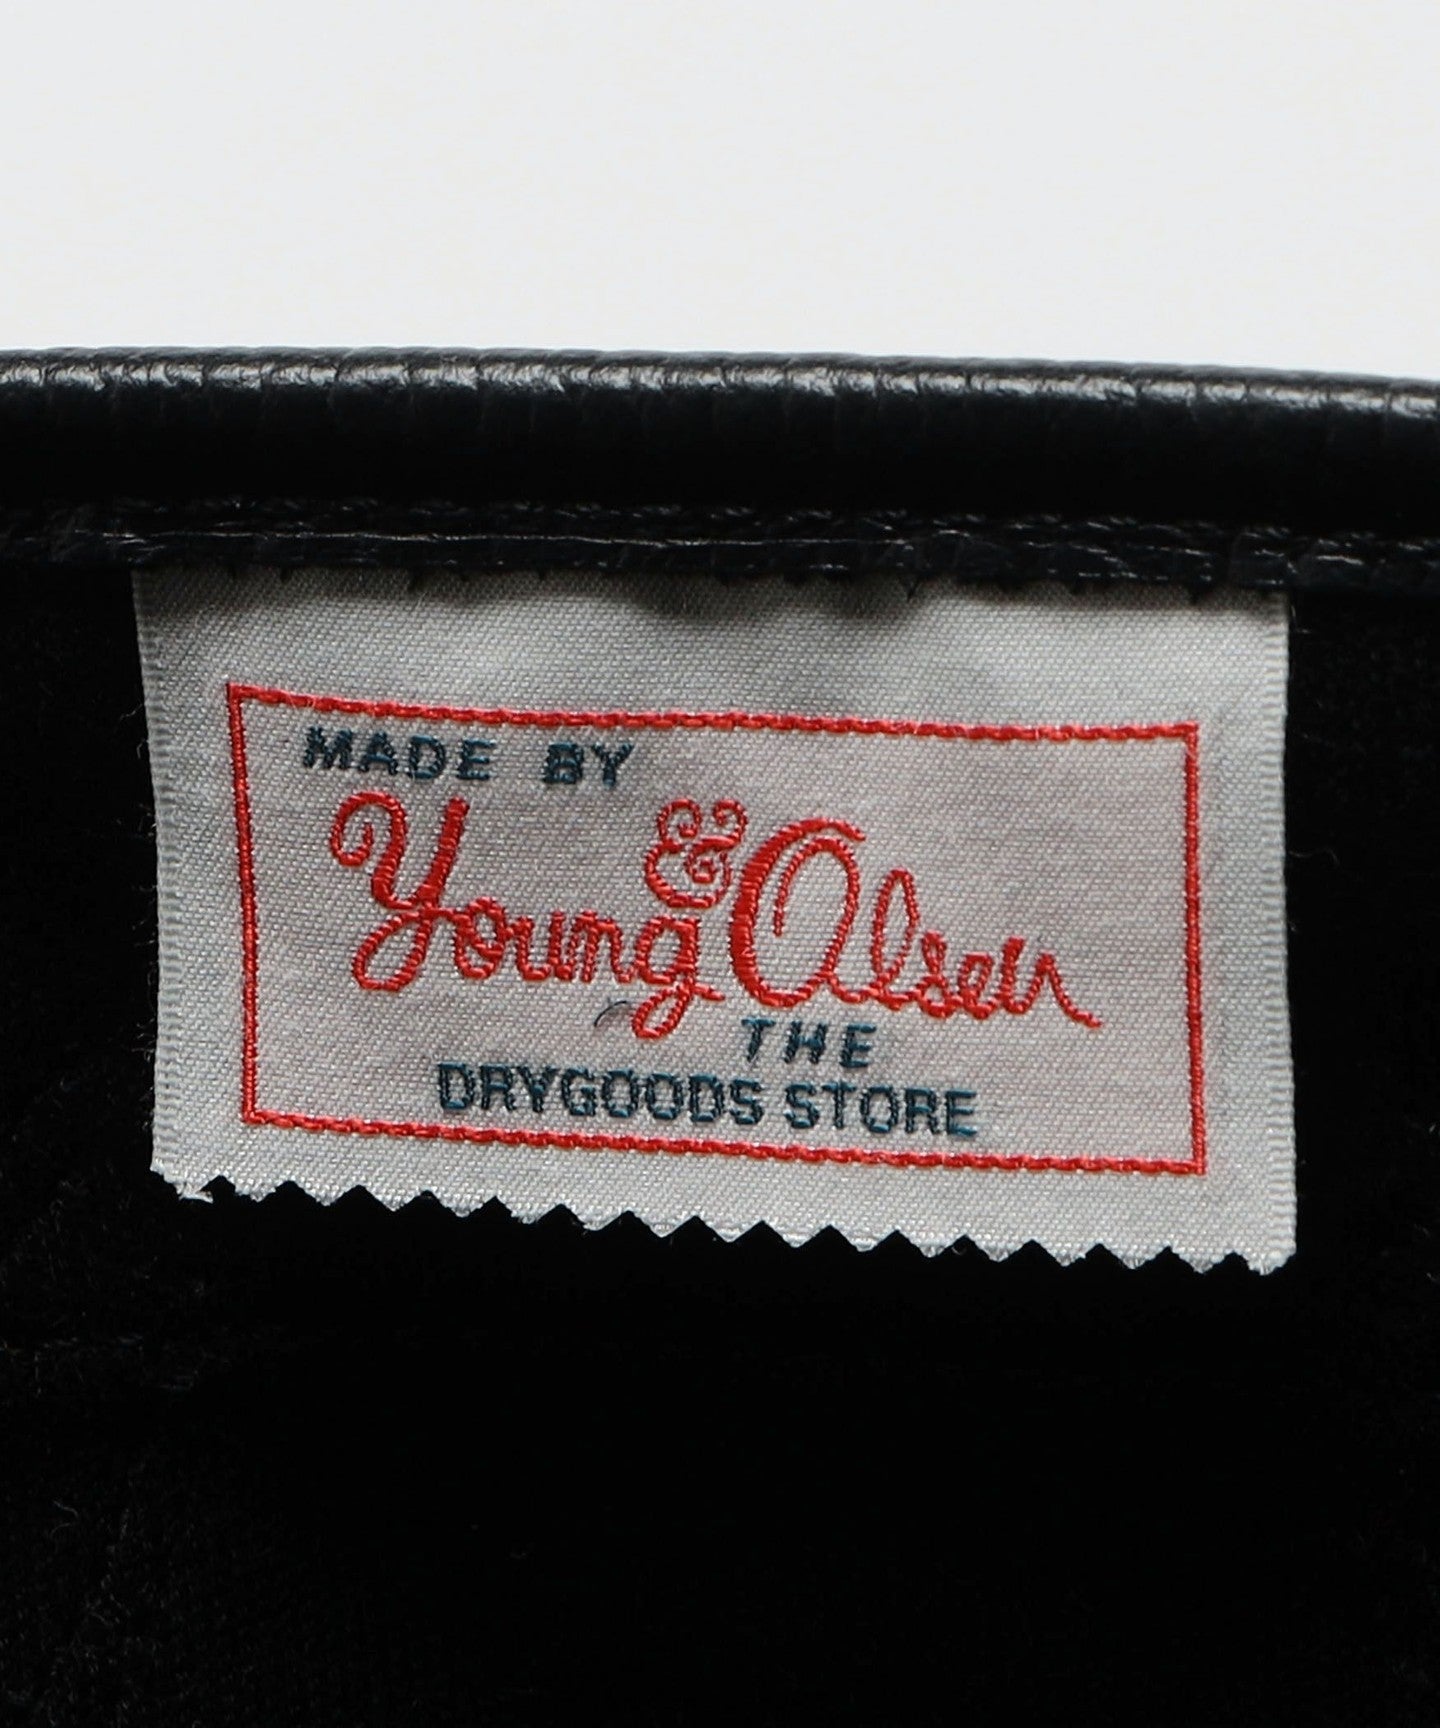 MADE BY
Young & Olsen
THE
DRYGOODS STORE